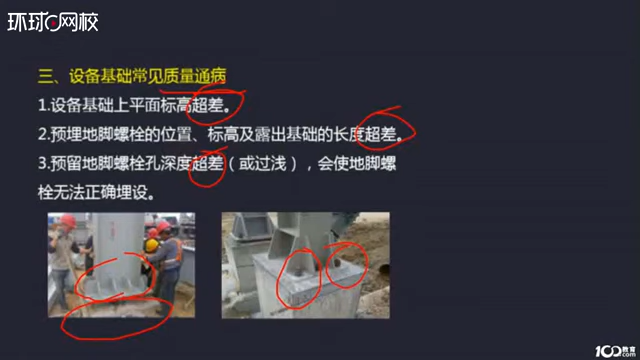 环球网校
三、设备基础常见质量通病
1.设备基础上平面标高超差。
2.预埋地脚螺栓的位置、标高及露出基础的长度超差。
3.预留地脚螺栓孔深度超差（或过浅），会使地脚螺
栓无法正确埋设。
100教育
.com